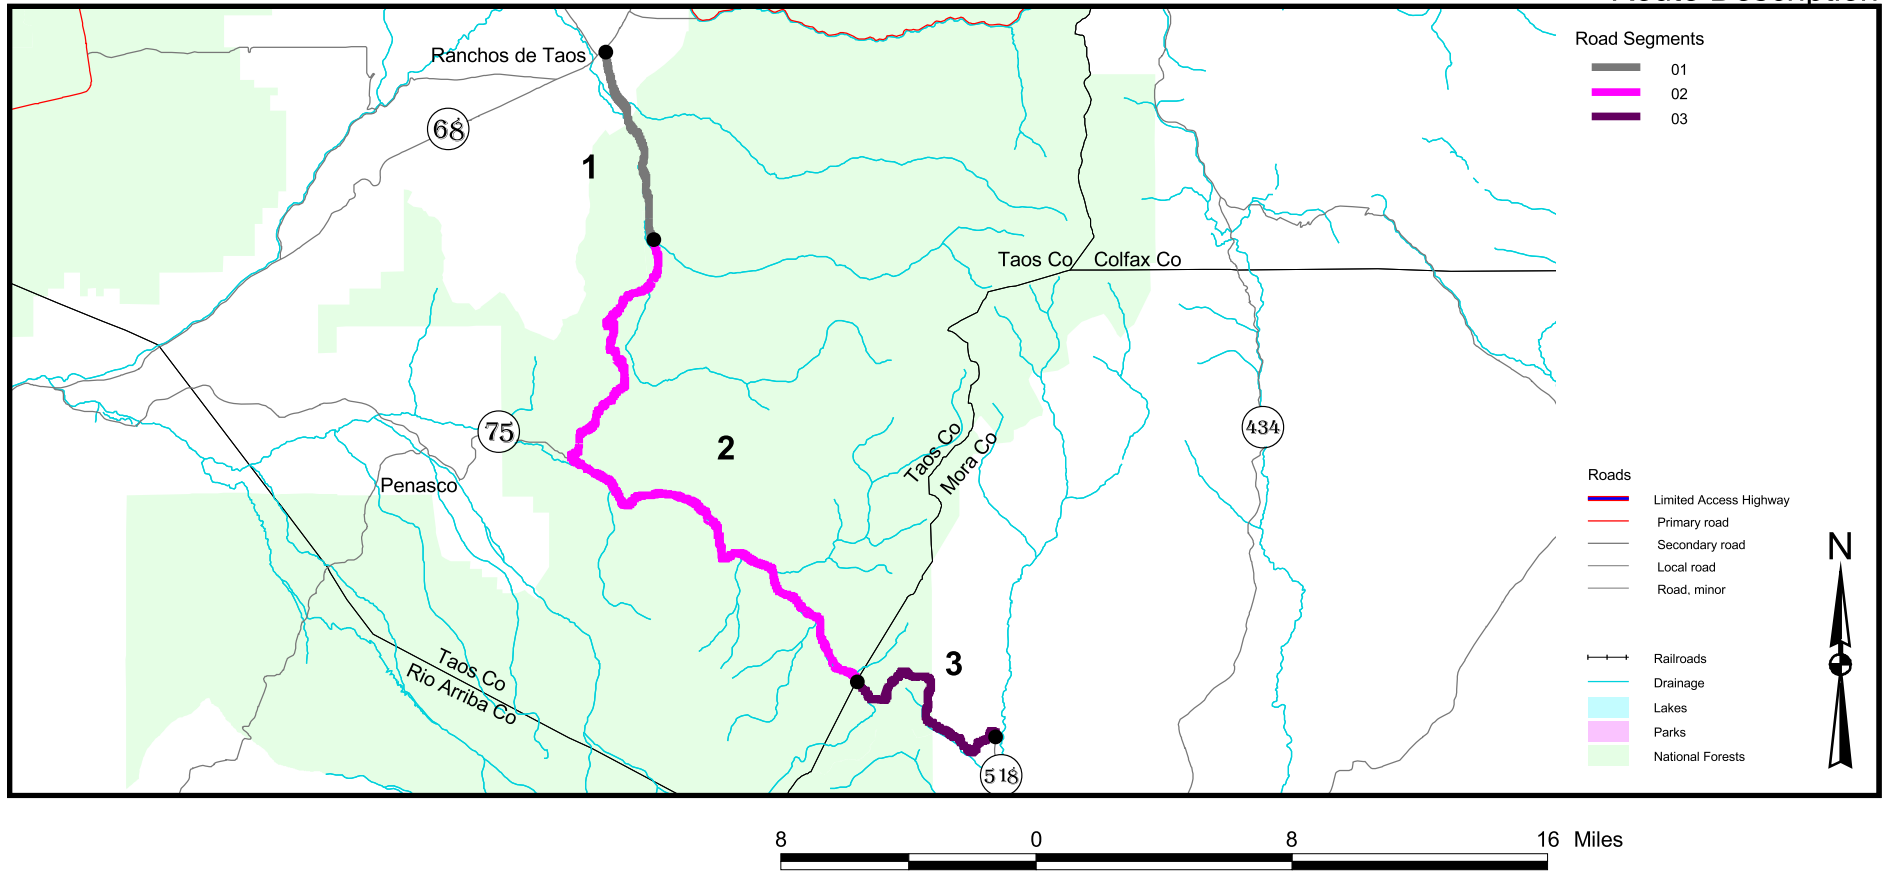 Road Segments
01
02
03
Ranchos de Taos
68
1
Taos Co
Colfax Co
75
2
434
Taos Co
Mora Co
Penasco
3
Taos Co
Rio Arriba Co
518
Roads
Limited Access Highway
Primary road
Secondary road
Local road
Road, minor
Railroads
Drainage
Lakes
Parks
National Forests
N
8 0 8 16 Miles